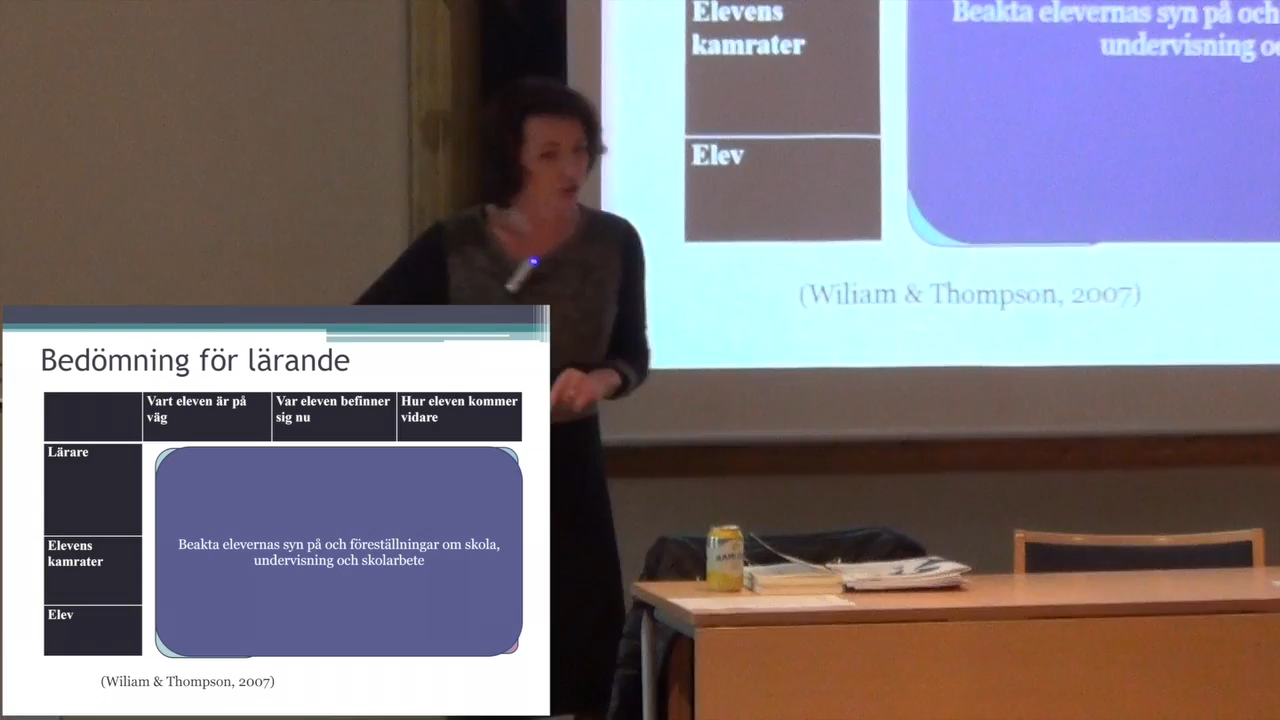 Elevens
kamrater
Beakta elevernas syn på och
undervisning oc
Elev
(Wiliam & Thompson, 2007)
Bedömning för lärande
Vart eleven är på
väg
Var eleven befinner
sig nu
Hur eleven kommer
vidare
Lärare
Elevens
kamrater
Elev
Beakta elevernas syn på och föreställningar om skola,
undervisning och skolarbete
(Wiliam & Thompson, 2007)